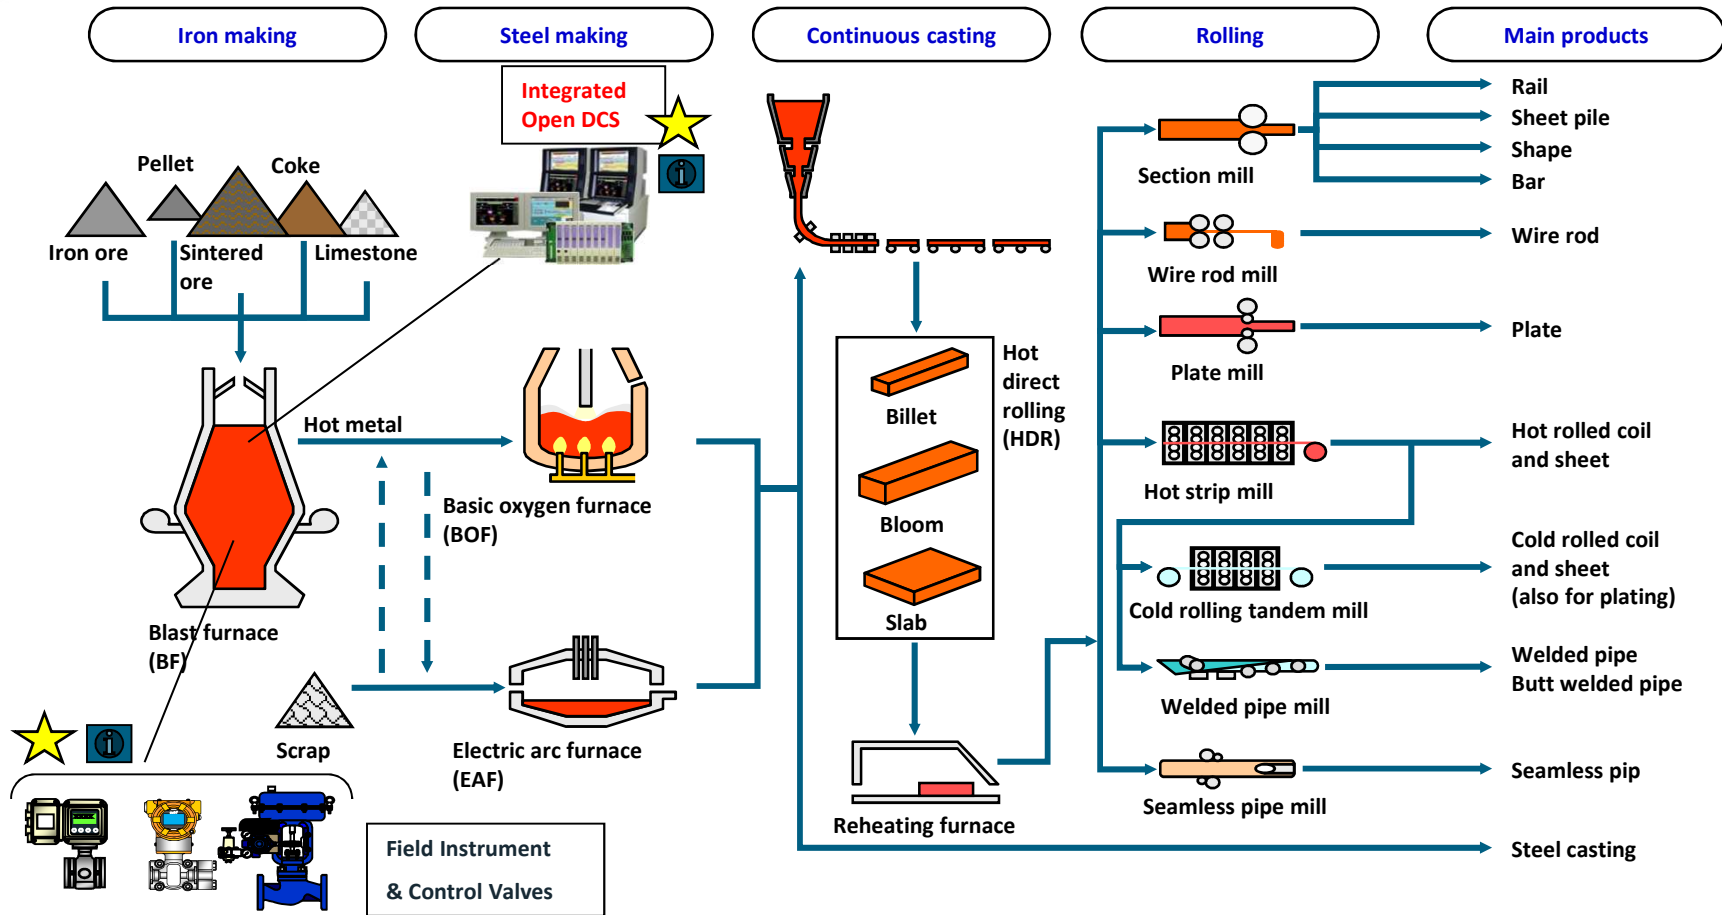 Iron making
Steel making
Continuous casting
Rolling
Main products
Integrated
Open DCS
Pellet
Coke
Iron ore
Sintered
ore
Limestone
Hot metal
Blast furnace
(BF)
Scrap
Basic oxygen furnace
(BOF)
Electric arc furnace
(EAF)
Field Instrument
& Control Valves
Billet
Bloom
Slab
Hot
direct
rolling
(HDR)
Reheating furnace
Section mill
Wire rod mill
Plate mill
Hot strip mill
Cold rolling tandem mill
Welded pipe mill
Seamless pipe mill
Rail
Sheet pile
Shape
Bar
Wire rod
Plate
Hot rolled coil
and sheet
Cold rolled coil
and sheet
(also for plating)
Welded pipe
Butt welded pipe
Seamless pip
Steel casting